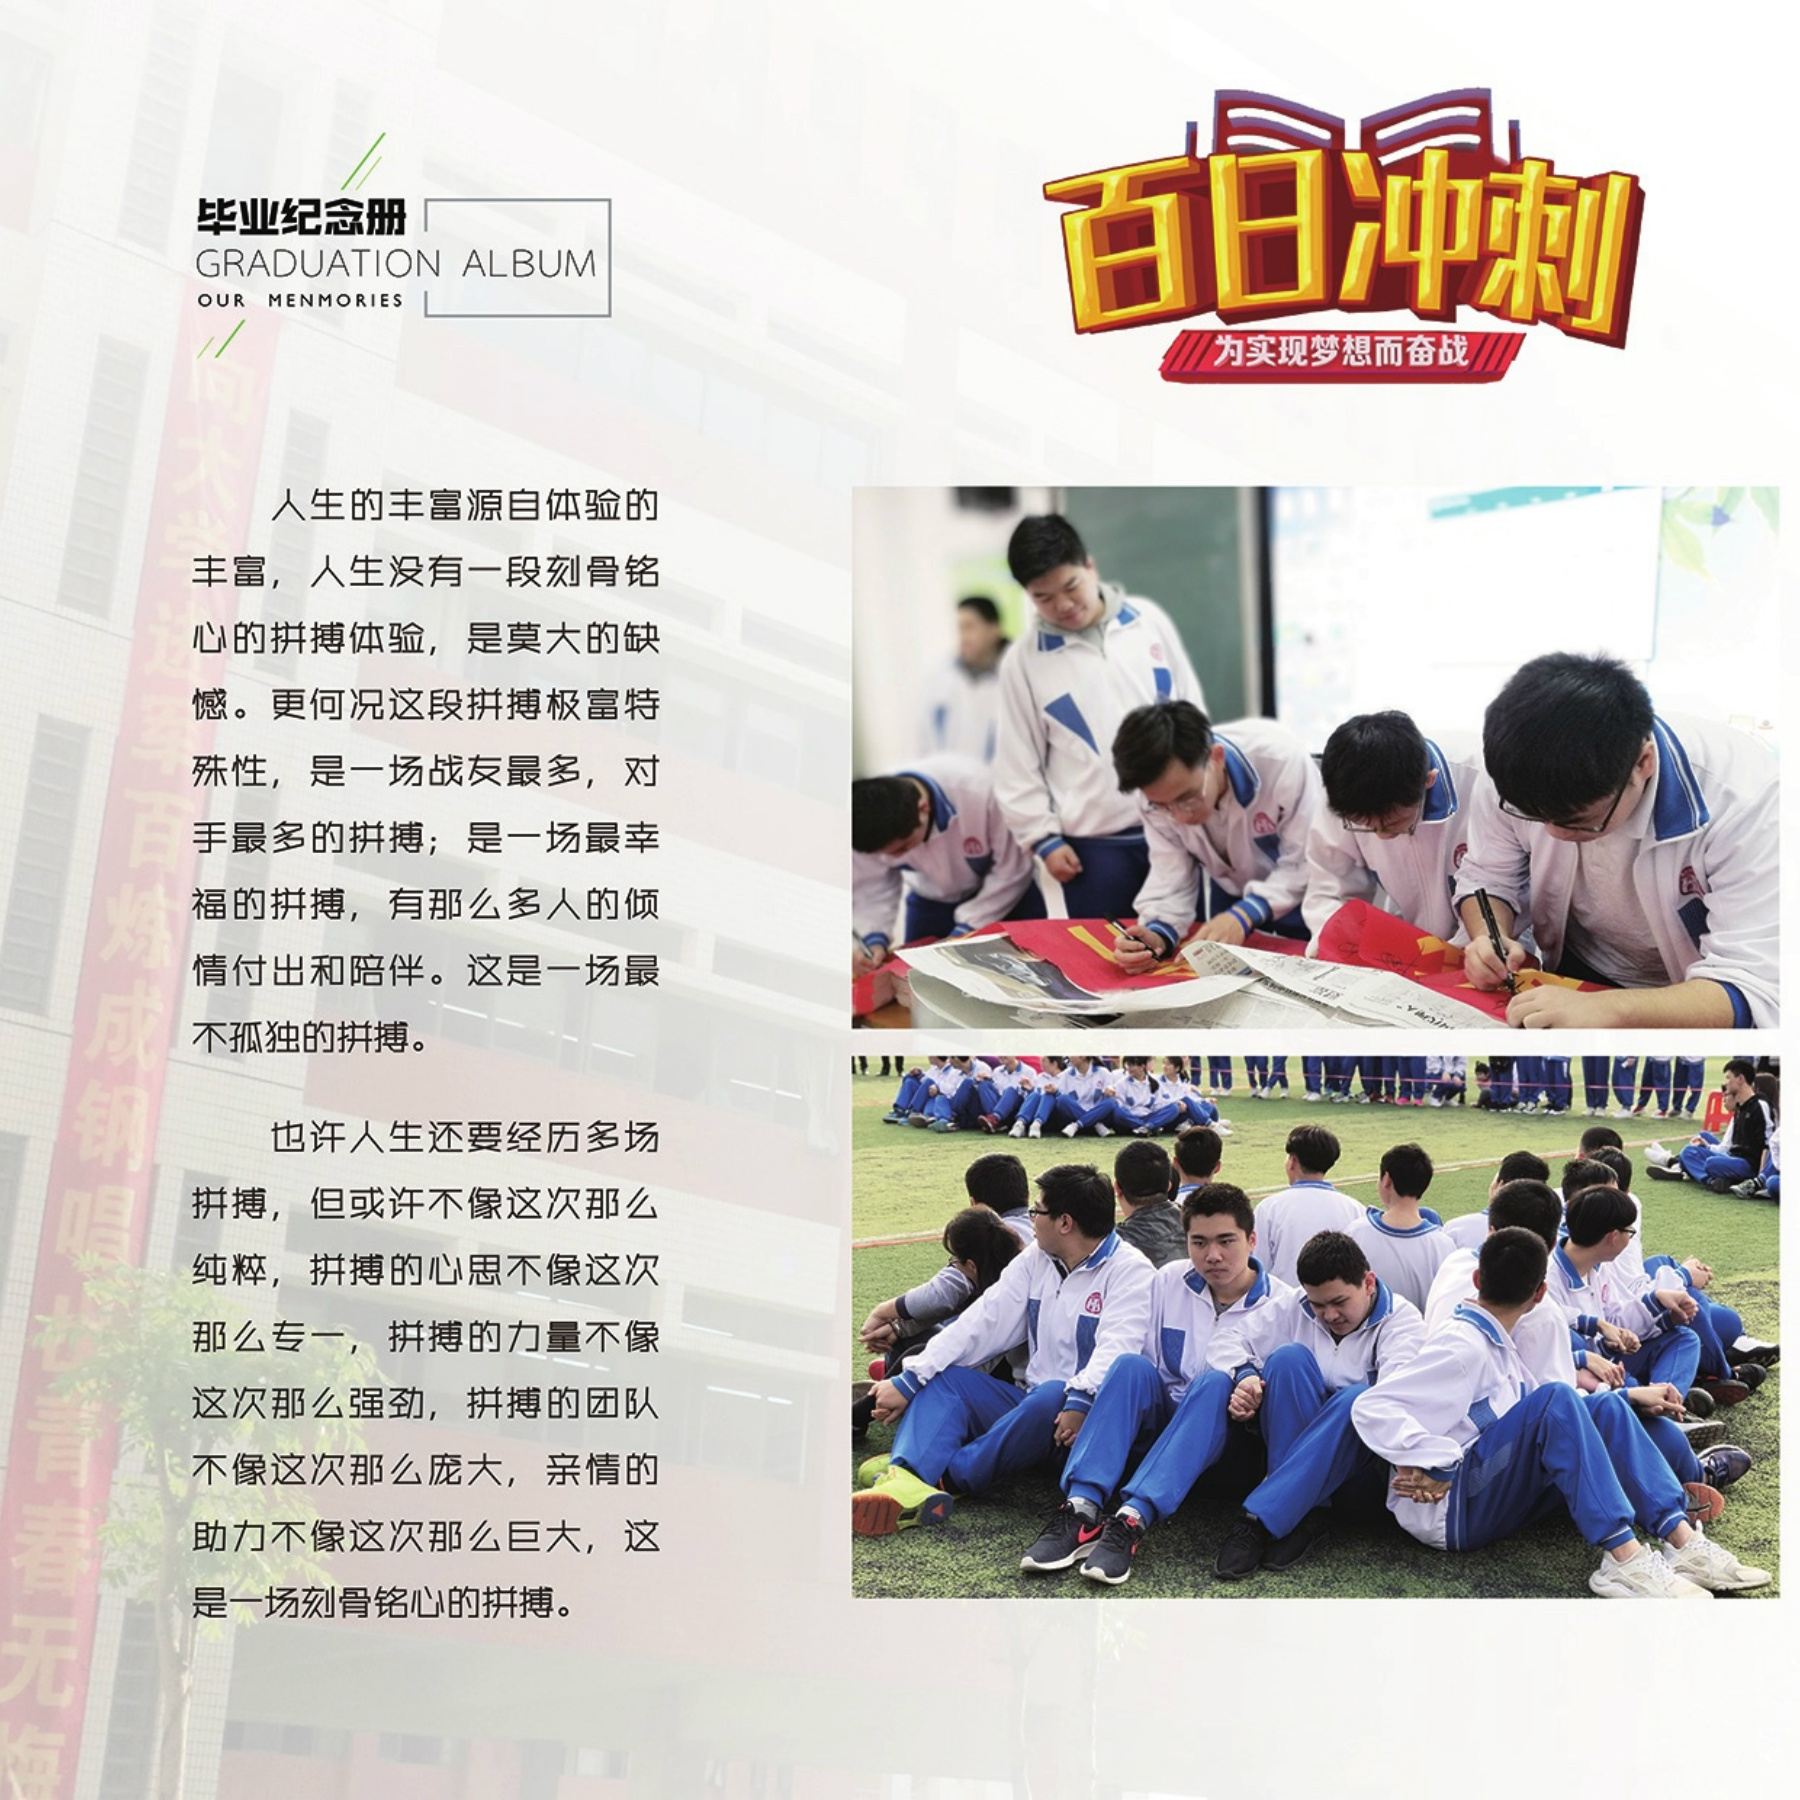 毕业纪念册
GRADUATION ALBUM
OUR MENMORIES
百日冲刺
为实现梦想而奋战
人生的丰富源自体验的
丰富，人生没有一段刻骨铭
心的拼搏体验，是莫大的缺
憾。更何况这段拼搏极富特
殊性，是一场战友最多，对
手最多的拼搏；是一场最幸
福的拼搏，有那么多人的倾
情付出和陪伴。这是一场最
不孤独的拼搏。
也许人生还要经历多场
拼搏，但或许不像这次那么
纯粹，拼搏的心思不像这次
那么专一，拼搏的力量不像
这次那么强劲，拼搏的团队
不像这次那么庞大，亲情的
助力不像这次那么巨大，这
是一场刻骨铭心的拼搏。